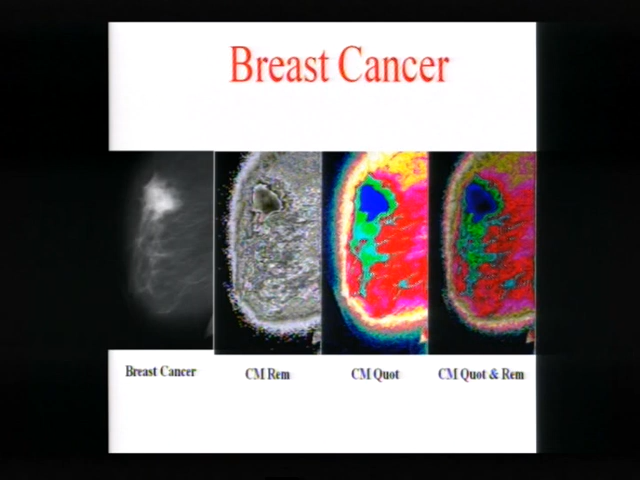 Breast Cancer
Breast Cancer
CM Rem
CM Quot
CM Quot & Rem